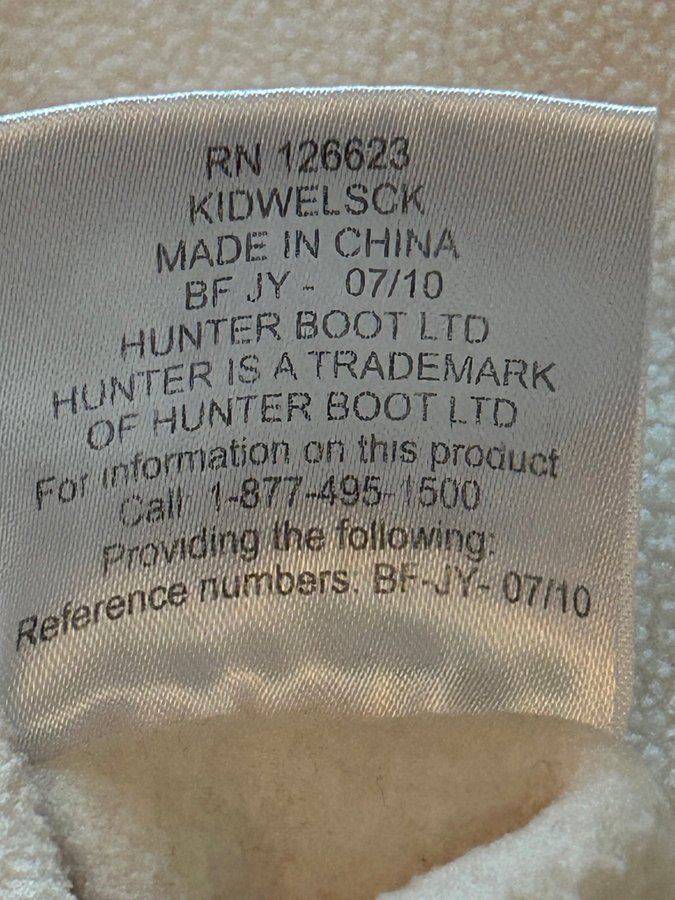 RN 126623
KIDWELSCK
MADE IN CHINA
BF JY - 07/10
HUNTER BOOT LTD
HUNTER IS A TRADEMARK
OF HUNTER BOOT LTD
For information on this product
Call: 1-877-495-1500
Providing the following:
Reference numbers: BF-JY- 07/10